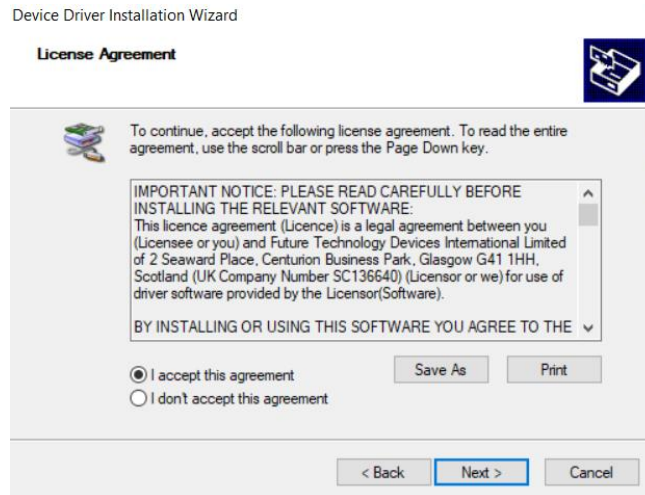 Device Driver Installation Wizard
License Agreement
To continue, accept the following license agreement. To read the entire
agreement, use the scroll bar or press the Page Down key.
IMPORTANT NOTICE: PLEASE READ CAREFULLY BEFORE
INSTALLING THE RELEVANT SOFTWARE:
This licence agreement (Licence) is a legal agreement between you
(Licensee or you) and Future Technology Devices International Limited
of 2 Seaward Place, Centurion Business Park, Glasgow G41 1HH,
Scotland (UK Company Number SC136640) (Licensor or we) for use of
driver software provided by the Licensor(Software).
BY INSTALLING OR USING THIS SOFTWARE YOU AGREE TO THE
I accept this agreement
Save As
Print
I don't accept this agreement
< Back
Next >
Cancel